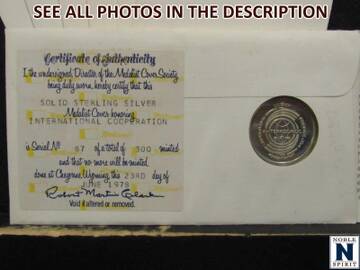 SEE ALL PHOTOS IN THE DESCRIPTION
Certificate of Authenticity
I the undersigned Director of the Medalist Cover Society
being duly sworn, hereby certify that this
SOLID STERLING SILVER
Medalist Cover honoring
INTERNATIONAL COOPERATION
is Serial No 67 of a total of 300 minted
and that no more will be minted,
done at Cheyenne, Wyoming this 23RD day of
JUNE 1978
Robert Martin
Void if altered or removed.
NOBLE
N
SPIRIT